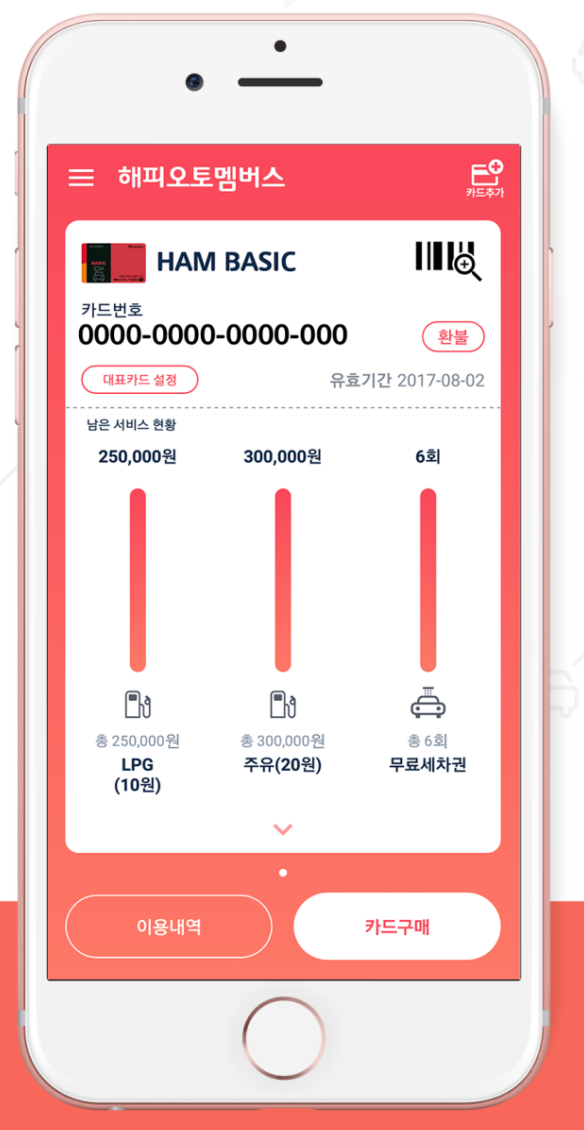 해피오토멤버스
카드추가
BASIC
HAM BASIC
카드번호
0000-0000-0000-000
환불
대표카드 설정
유효기간 2017-08-02
남은 서비스 현황
250,000원 300,000원 6회
총 250,000원 총 300,000원 총 6회
LPG 주유(20원) 무료세차권
(10원)
이용내역 카드구매